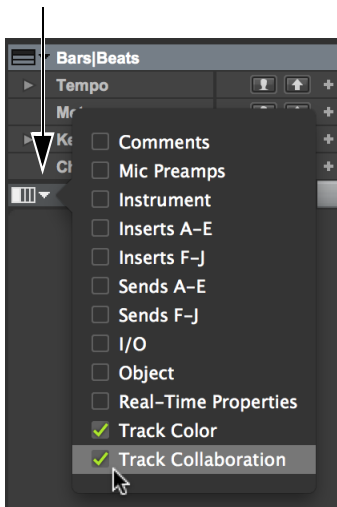 Bars|Beats
Tempo
Comments
Mic Preamps
Instrument
Inserts A–E
Inserts F–J
Sends A–E
Sends F–J
I/O
Object
Real-Time Properties
Track Color
Track Collaboration